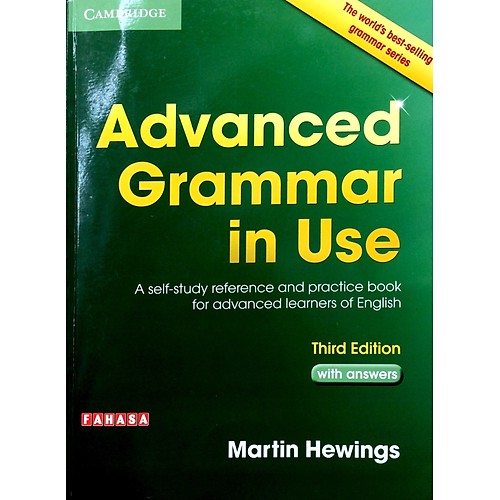 CAMBRIDGE
The world's best-selling
grammar series
Advanced
Grammar
in Use
A self-study reference and practice book
for advanced learners of English
Third Edition
with answers
FAHASA
Martin Hewings